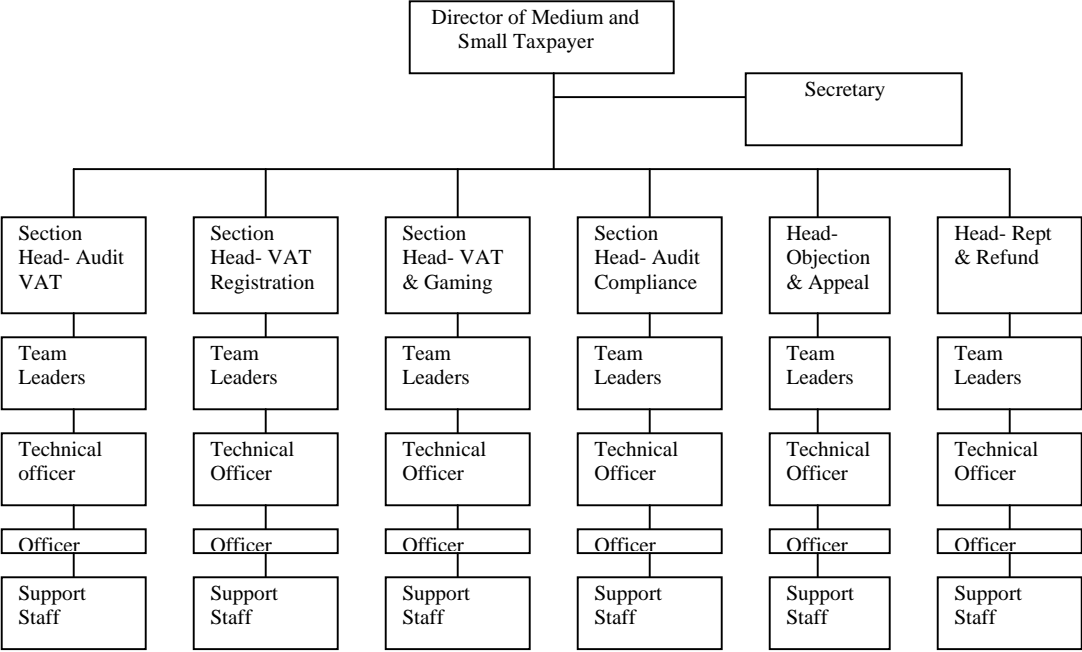 Director of Medium and
Small Taxpayer
Secretary
Section
Head- Audit
VAT
Section
Head- VAT
Registration
Section
Head- VAT
& Gaming
Section
Head- Audit
Compliance
Head-
Objection
& Appeal
Head- Rept
& Refund
Team
Leaders
Team
Leaders
Team
Leaders
Team
Leaders
Team
Leaders
Team
Leaders
Technical
officer
Technical
Officer
Technical
Officer
Technical
Officer
Technical
Officer
Technical
Officer
Officer
Officer
Officer
Officer
Officer
Officer
Support
Staff
Support
Staff
Support
Staff
Support
Staff
Support
Staff
Support
Staff